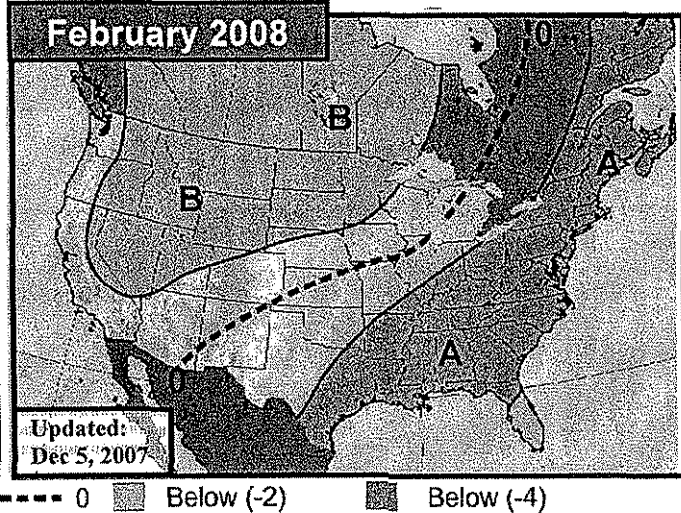 February 2008
0
B
A
B
A
0
Updated:
Dec 5, 2007
0 Below (-2) Below (-4)